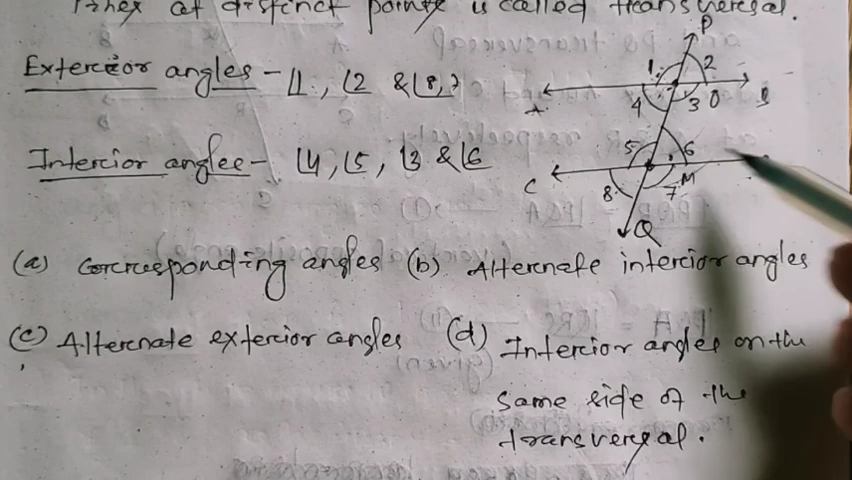 at distinct points is called transversal.
Exterior angles - ∠1, ∠2 & ∠8, 7
Interior angles - ∠4, ∠5, ∠3 & ∠6
P
1 2
A 4 3 O B
5 6
C 8 7 M
Q
(a) Corresponding angles (b) Alternate interior angles
(c) Alternate exterior angles (d) Interior angles on the
same side of the
transversal.